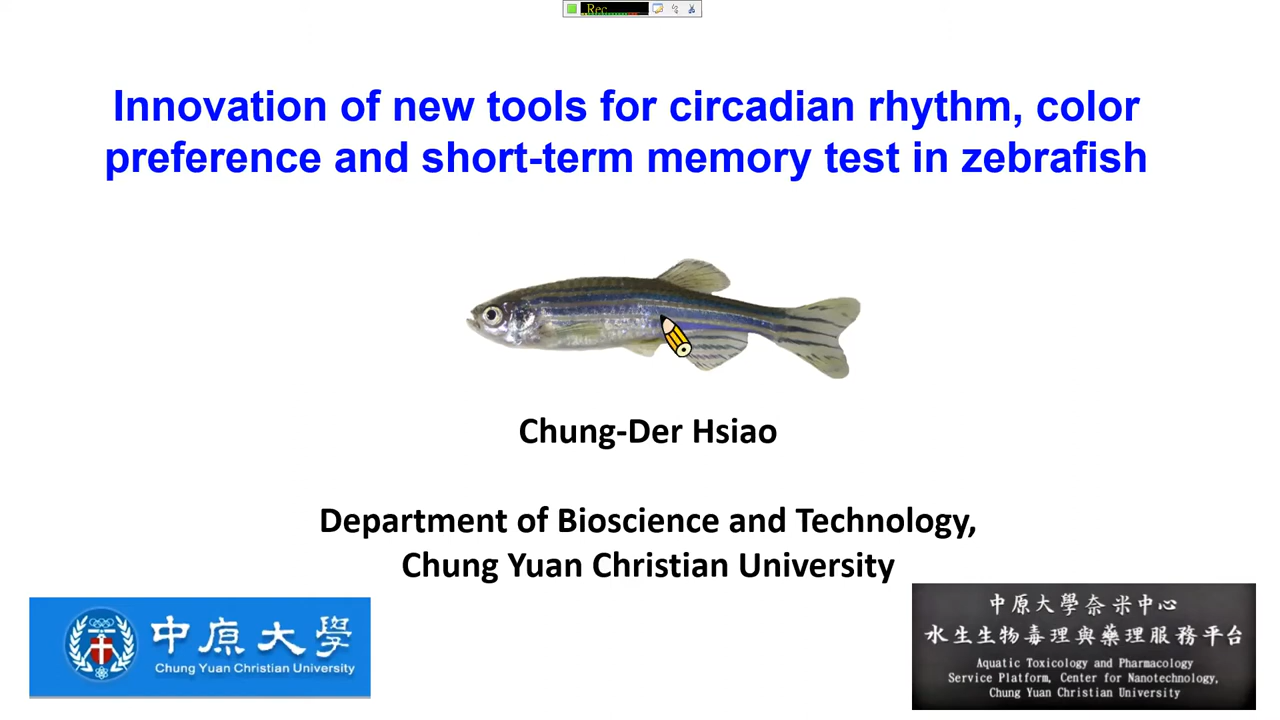 Rec
Innovation of new tools for circadian rhythm, color
preference and short-term memory test in zebrafish
Chung-Der Hsiao
Department of Bioscience and Technology,
Chung Yuan Christian University
中原大學
Chung Yuan Christian University
中原大學奈米中心
水生生物毒理與藥理服務平台
Aquatic Toxicology and Pharmacology
Service Platform, Center for Nanotechnology,
Chung Yuan Christian University